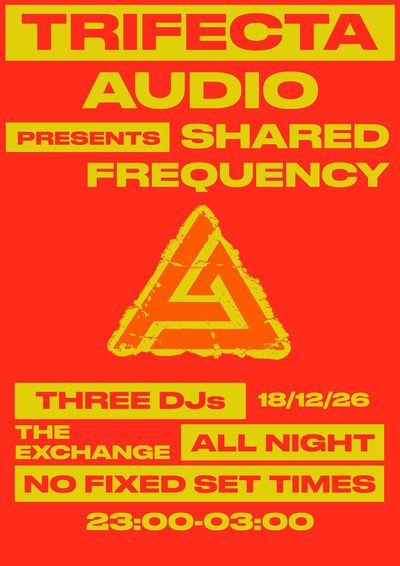 TRIFECTA
AUDIO
PRESENTS SHARED
FREQUENCY
THREE DJs 18/12/26
THE
EXCHANGE ALL NIGHT
NO FIXED SET TIMES
23:00-03:00